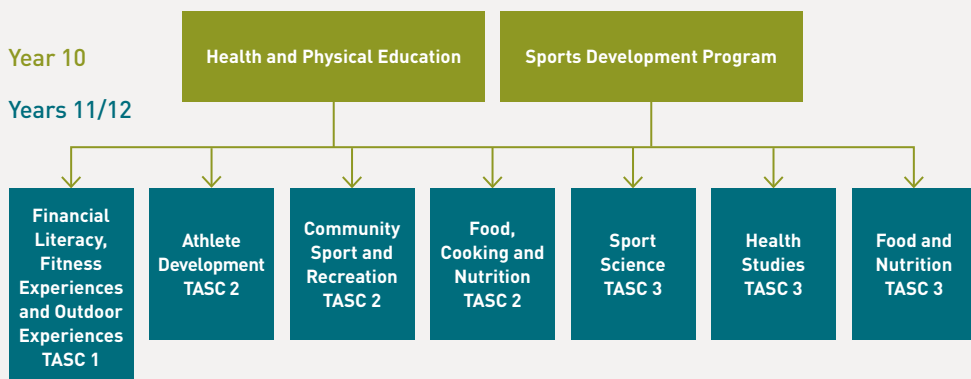 Year 10
Health and Physical Education
Sports Development Program
Years 11/12
Financial
Literacy,
Fitness
Experiences
and Outdoor
Experiences
TASC 1
Athlete
Development
TASC 2
Community
Sport and
Recreation
TASC 2
Food,
Cooking and
Nutrition
TASC 2
Sport
Science
TASC 3
Health
Studies
TASC 3
Food and
Nutrition
TASC 3